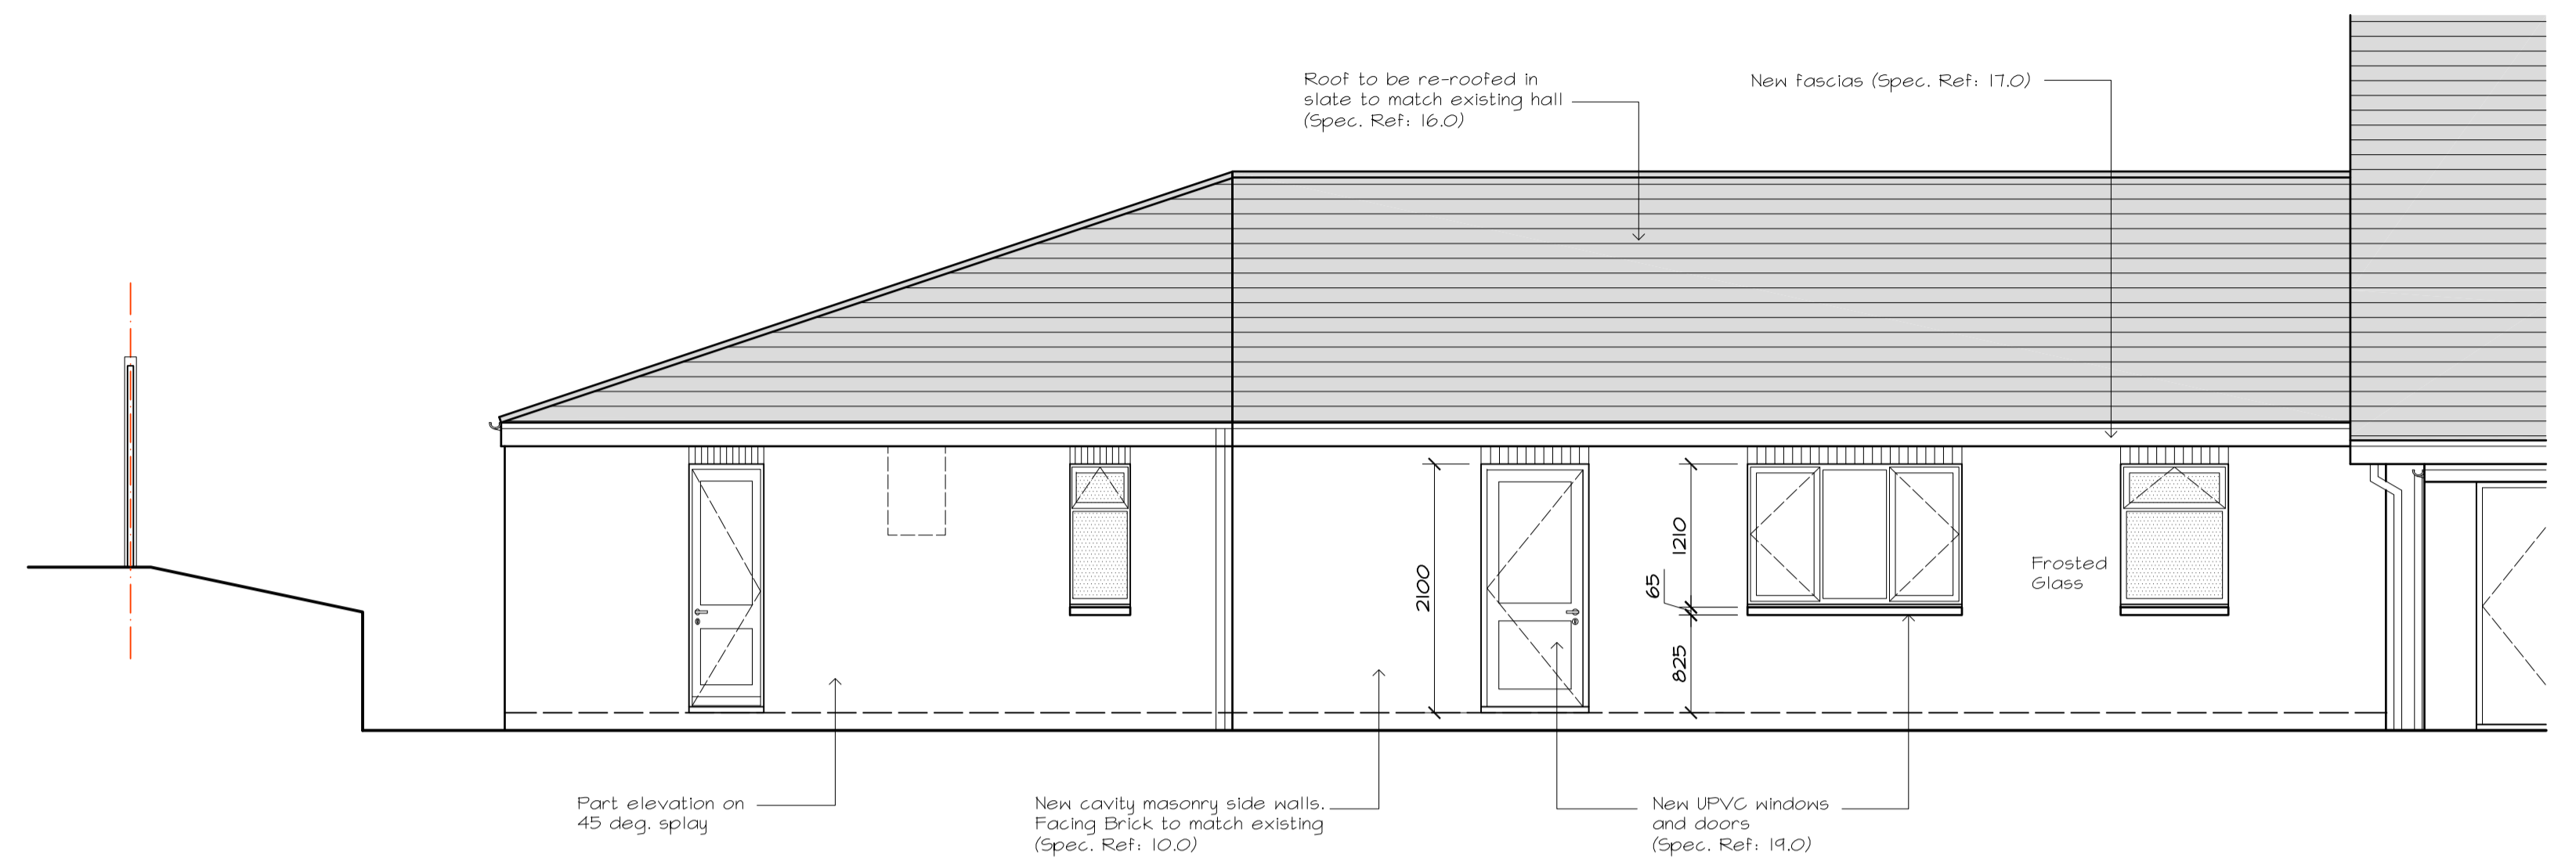 Roof to be re-roofed in
slate to match existing hall
(Spec. Ref: 16.0)
New fascias (Spec. Ref: 17.0)
2100
1210
65
825
Frosted
Glass
Part elevation on
45 deg. splay
New cavity masonry side walls.
Facing Brick to match existing
(Spec. Ref: 10.0)
New UPVC windows
and doors
(Spec. Ref: 19.0)